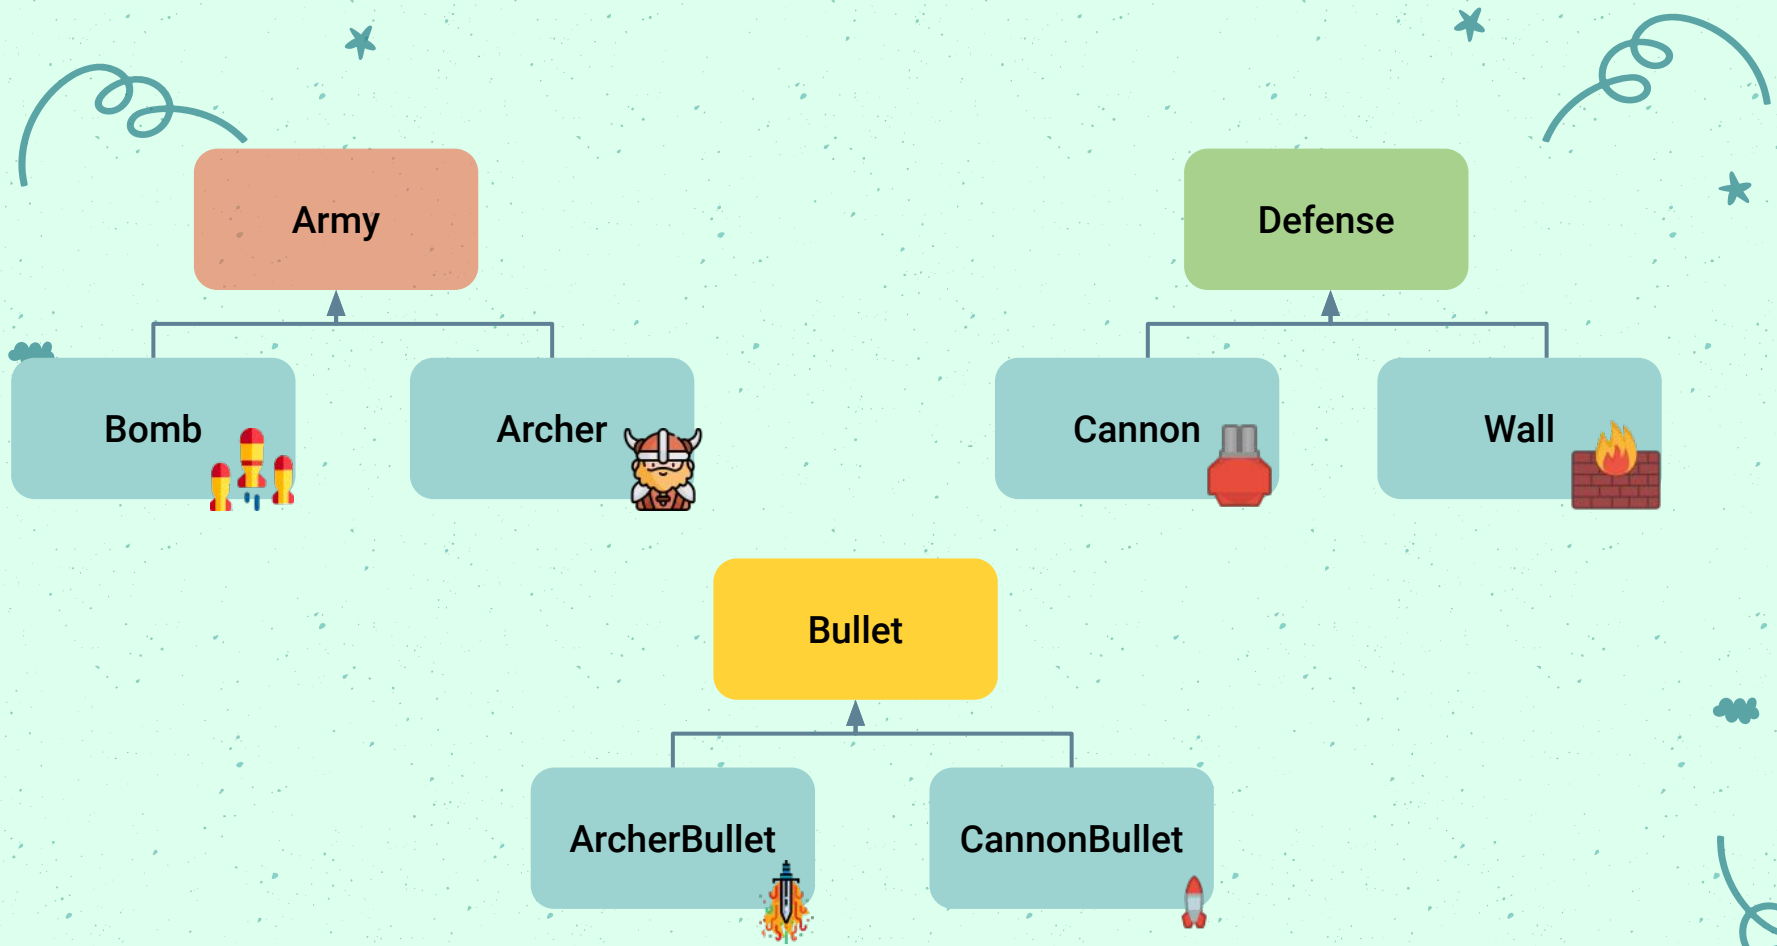 Army
Defense
Bomb
Archer
Cannon
Wall
Bullet
ArcherBullet
CannonBullet